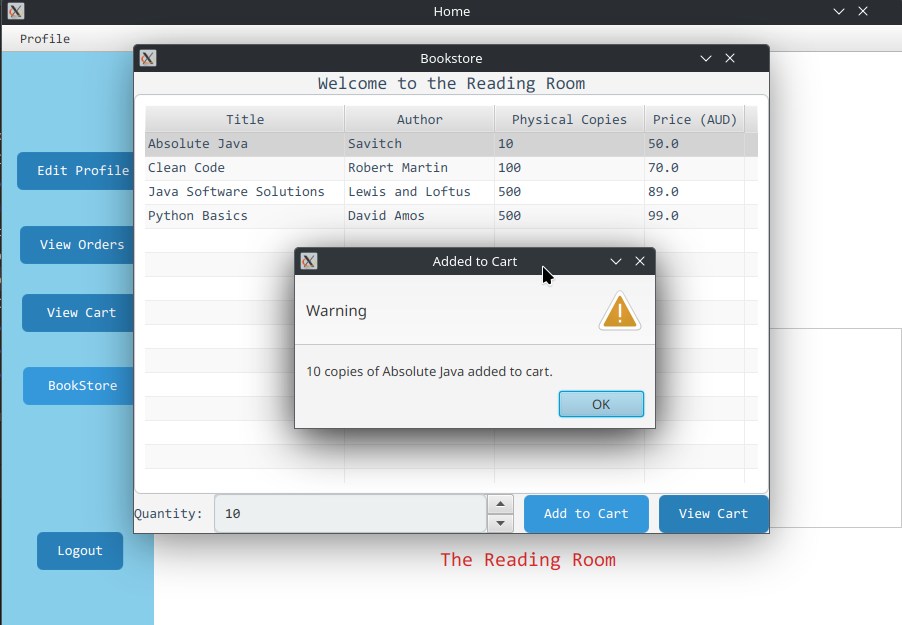 Home
Profile
Bookstore
Welcome to the Reading Room
Title Author Physical Copies Price (AUD)
Absolute Java Savitch 10 50.0
Clean Code Robert Martin 100 70.0
Java Software Solutions Lewis and Loftus 500 89.0
Python Basics David Amos 500 99.0
Edit Profile
View Orders
View Cart
BookStore
Logout
Added to Cart
Warning
10 copies of Absolute Java added to cart.
OK
Quantity: 10 Add to Cart View Cart
The Reading Room